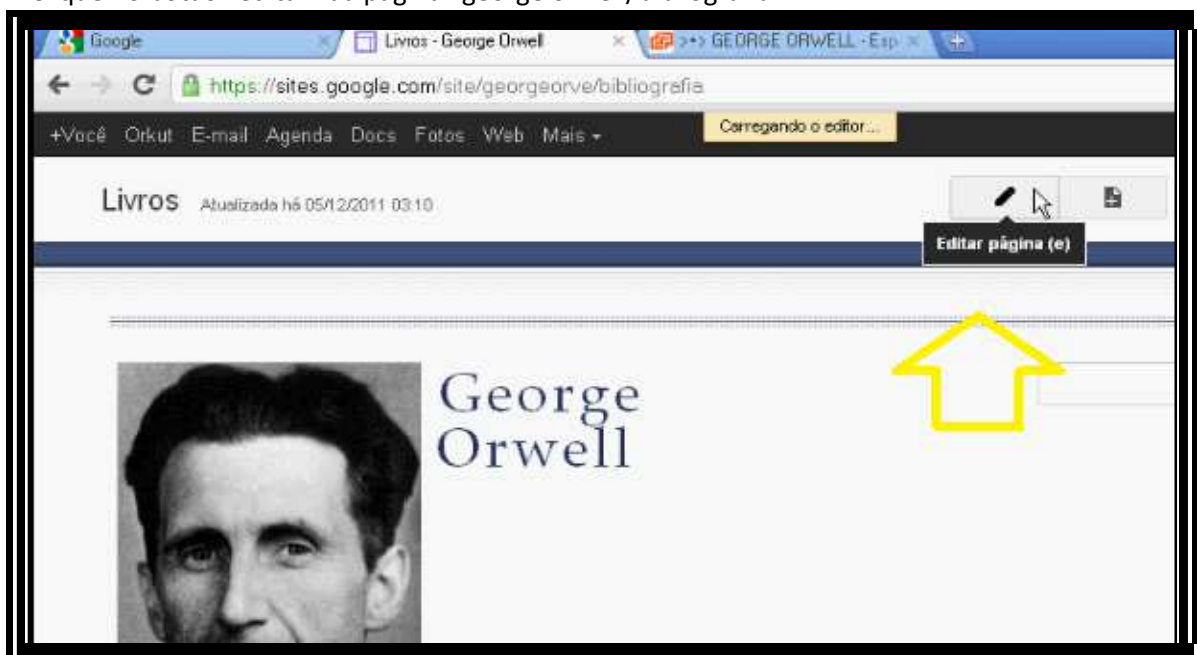 Google Livros - George Orwell >•> GEORGE ORWELL - Esp
https://sites.google.com/site/georgeorve/bibliografia
+Você Orkut E-mail Agenda Docs Fotos Web Mais Carregando o editor...
Livros Atualizada há 05/12/2011 03:10
Editar página (e)
George
Orwell